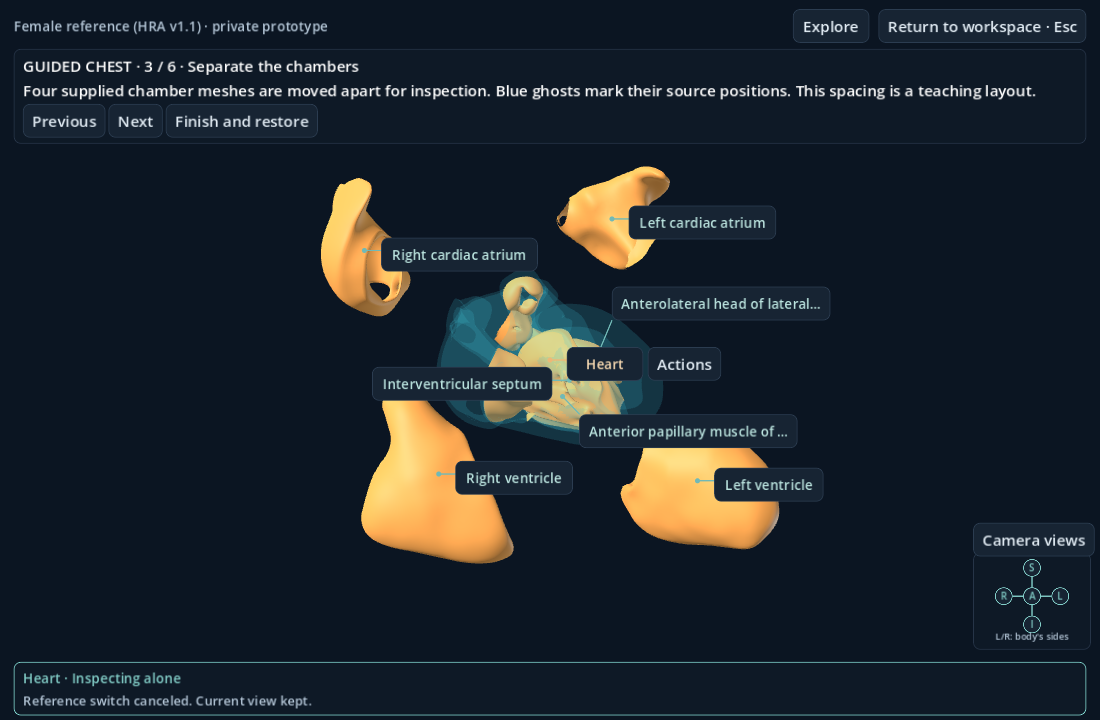 Female reference (HRA v1.1) · private prototype
Explore
Return to workspace · Esc
GUIDED CHEST · 3 / 6 · Separate the chambers
Four supplied chamber meshes are moved apart for inspection. Blue ghosts mark their source positions. This spacing is a teaching layout.
Previous
Next
Finish and restore
Left cardiac atrium
Right cardiac atrium
Anterolateral head of lateral...
Heart
Actions
Interventricular septum
Anterior papillary muscle of ...
Right ventricle
Left ventricle
Camera views
S
R
A
L
I
L/R: body's sides
Heart · Inspecting alone
Reference switch canceled. Current view kept.